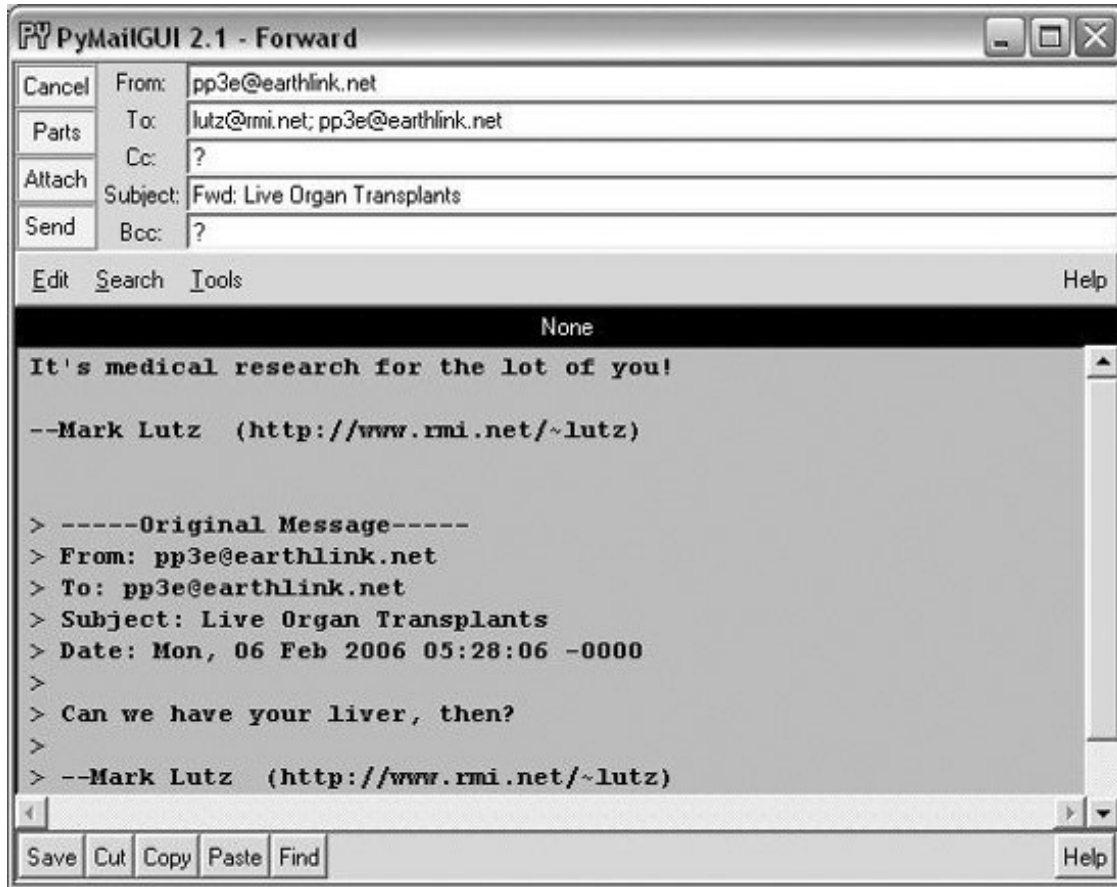 PY PyMailGUI 2.1 - Forward
Cancel From: pp3e@earthlink.net
Parts To: lutz@rmi.net; pp3e@earthlink.net
Cc: ?
Attach Subject: Fwd: Live Organ Transplants
Send Bcc: ?
Edit Search Tools Help
None
It's medical research for the lot of you!
--Mark Lutz (http://www.rmi.net/~lutz)
> -----Original Message-----
> From: pp3e@earthlink.net
> To: pp3e@earthlink.net
> Subject: Live Organ Transplants
> Date: Mon, 06 Feb 2006 05:28:06 -0000
>
> Can we have your liver, then?
>
> --Mark Lutz (http://www.rmi.net/~lutz)
Save Cut Copy Paste Find Help